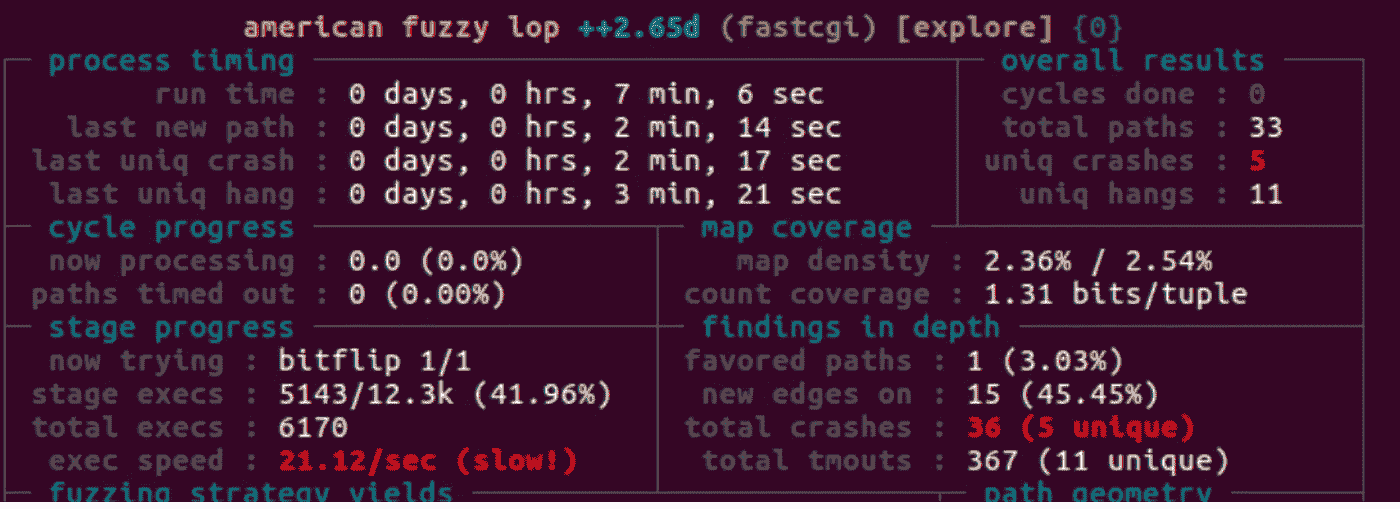 american fuzzy lop ++2.65d (fastcgi) [explore] {0}
process timing overall results
run time : 0 days, 0 hrs, 7 min, 6 sec cycles done : 0
last new path : 0 days, 0 hrs, 2 min, 14 sec total paths : 33
last uniq crash : 0 days, 0 hrs, 2 min, 17 sec uniq crashes : 5
last uniq hang : 0 days, 0 hrs, 3 min, 21 sec uniq hangs : 11
cycle progress map coverage
now processing : 0.0 (0.0%) map density : 2.36% / 2.54%
paths timed out : 0 (0.00%) count coverage : 1.31 bits/tuple
stage progress findings in depth
now trying : bitflip 1/1 favored paths : 1 (3.03%)
stage execs : 5143/12.3k (41.96%) new edges on : 15 (45.45%)
total execs : 6170 total crashes : 36 (5 unique)
exec speed : 21.12/sec (slow!) total tmouts : 367 (11 unique)
fuzzing strategy yields path geometry